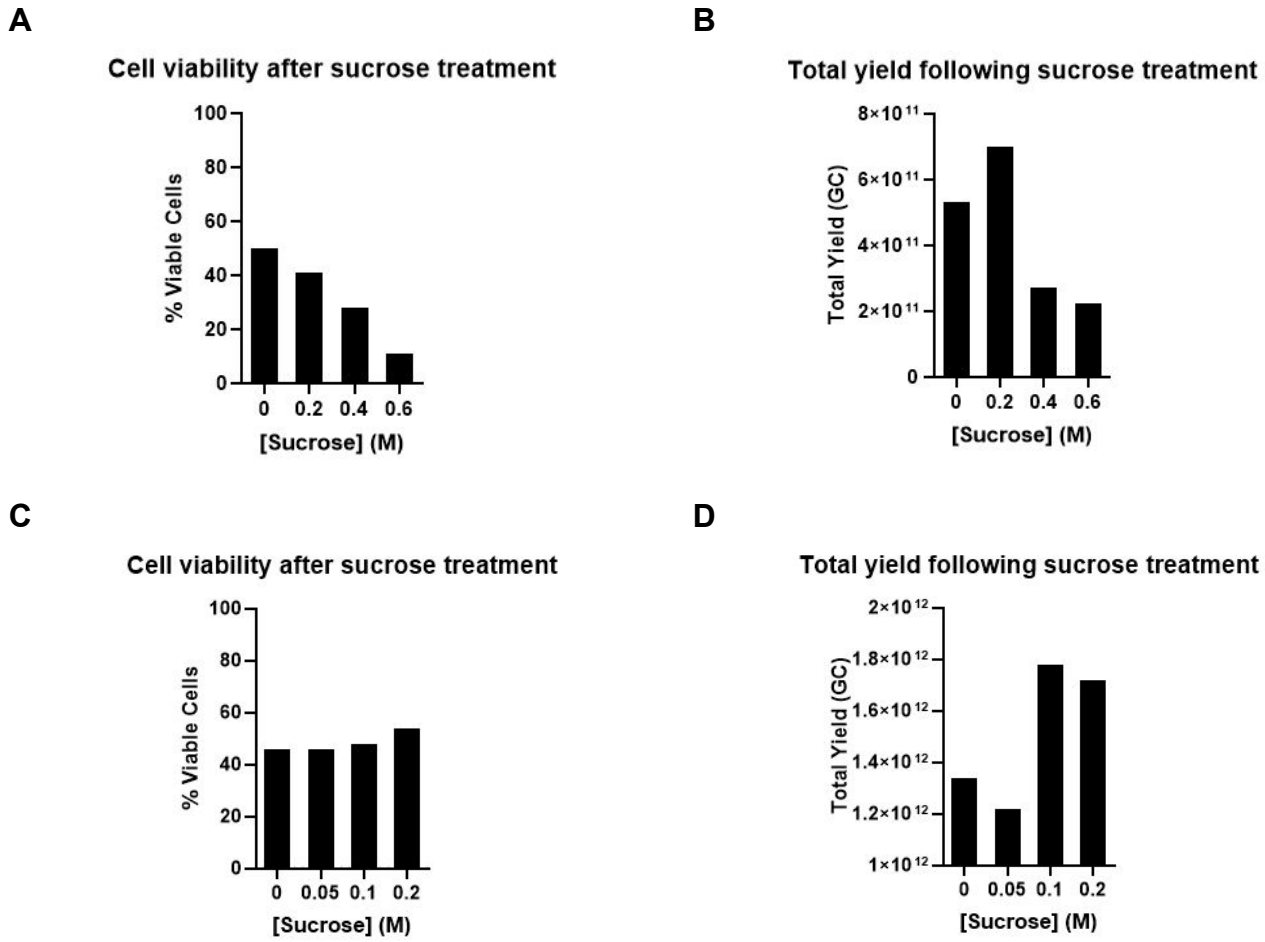 A
Cell viability after sucrose treatment
100
80
60
40
20
0
% Viable Cells
0 0.2 0.4 0.6
[Sucrose] (M)
B
Total yield following sucrose treatment
8×10¹¹
6×10¹¹
4×10¹¹
2×10¹¹
0
Total Yield (GC)
0 0.2 0.4 0.6
[Sucrose] (M)
C
Cell viability after sucrose treatment
100
80
60
40
20
0
% Viable Cells
0 0.05 0.1 0.2
[Sucrose] (M)
D
Total yield following sucrose treatment
2×10¹²
1.8×10¹²
1.6×10¹²
1.4×10¹²
1.2×10¹²
1×10¹²
Total Yield (GC)
0 0.05 0.1 0.2
[Sucrose] (M)